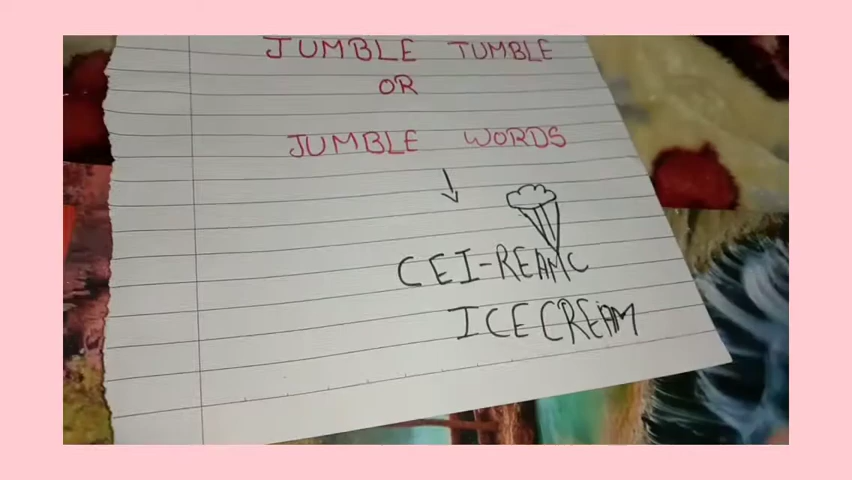 JUMBLE TUMBLE
OR
JUMBLE WORDS
CEI-REAMC
ICECREAM